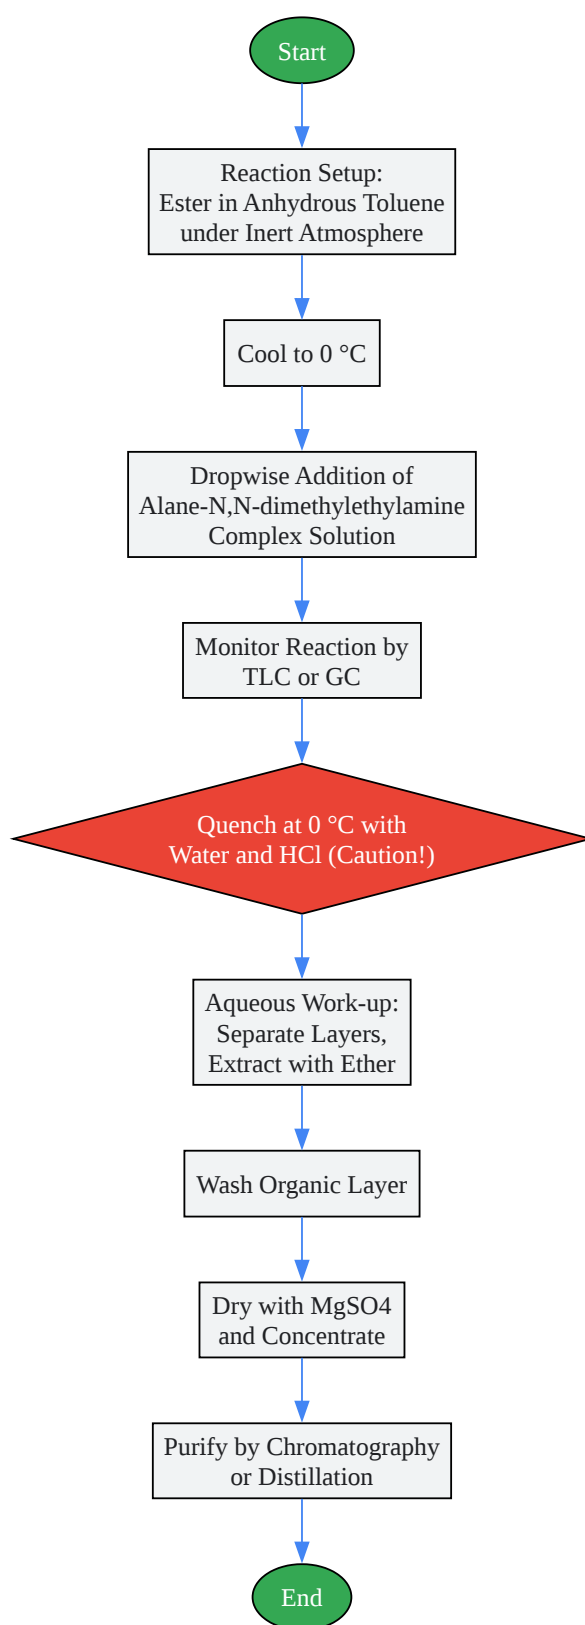 Start
Reaction Setup:
Ester in Anhydrous Toluene
under Inert Atmosphere
Cool to 0 °C
Dropwise Addition of
Alane-N,N-dimethylethylamine
Complex Solution
Monitor Reaction by
TLC or GC
Quench at 0 °C with
Water and HCl (Caution!)
Aqueous Work-up:
Separate Layers,
Extract with Ether
Wash Organic Layer
Dry with MgSO4
and Concentrate
Purify by Chromatography
or Distillation
End